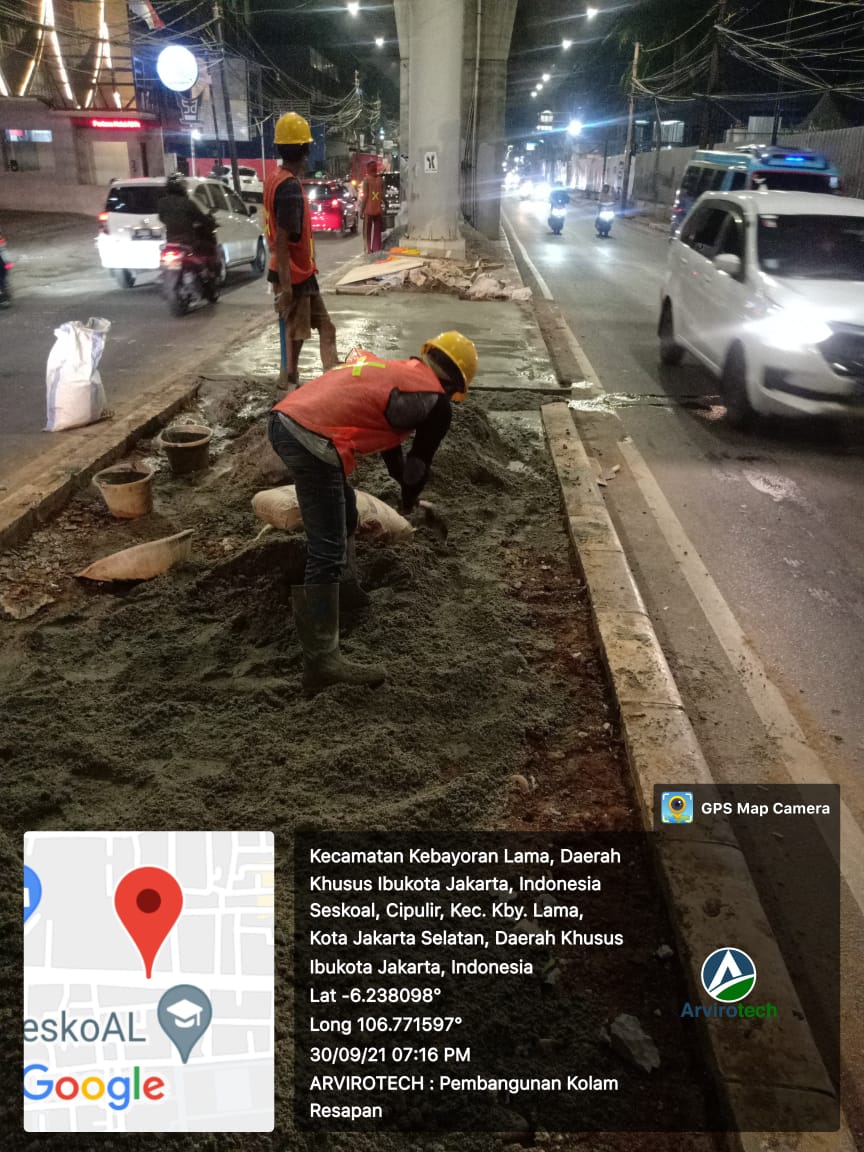 GPS Map Camera
Kecamatan Kebayoran Lama, Daerah
Khusus Ibukota Jakarta, Indonesia
Seskoal, Cipulir, Kec. Kby. Lama,
Kota Jakarta Selatan, Daerah Khusus
Ibukota Jakarta, Indonesia
Lat -6.238098°
Long 106.771597°
30/09/21 07:16 PM
ARVIROTECH : Pembangunan Kolam
Resapan
Arvirotech
eskoAL
Google